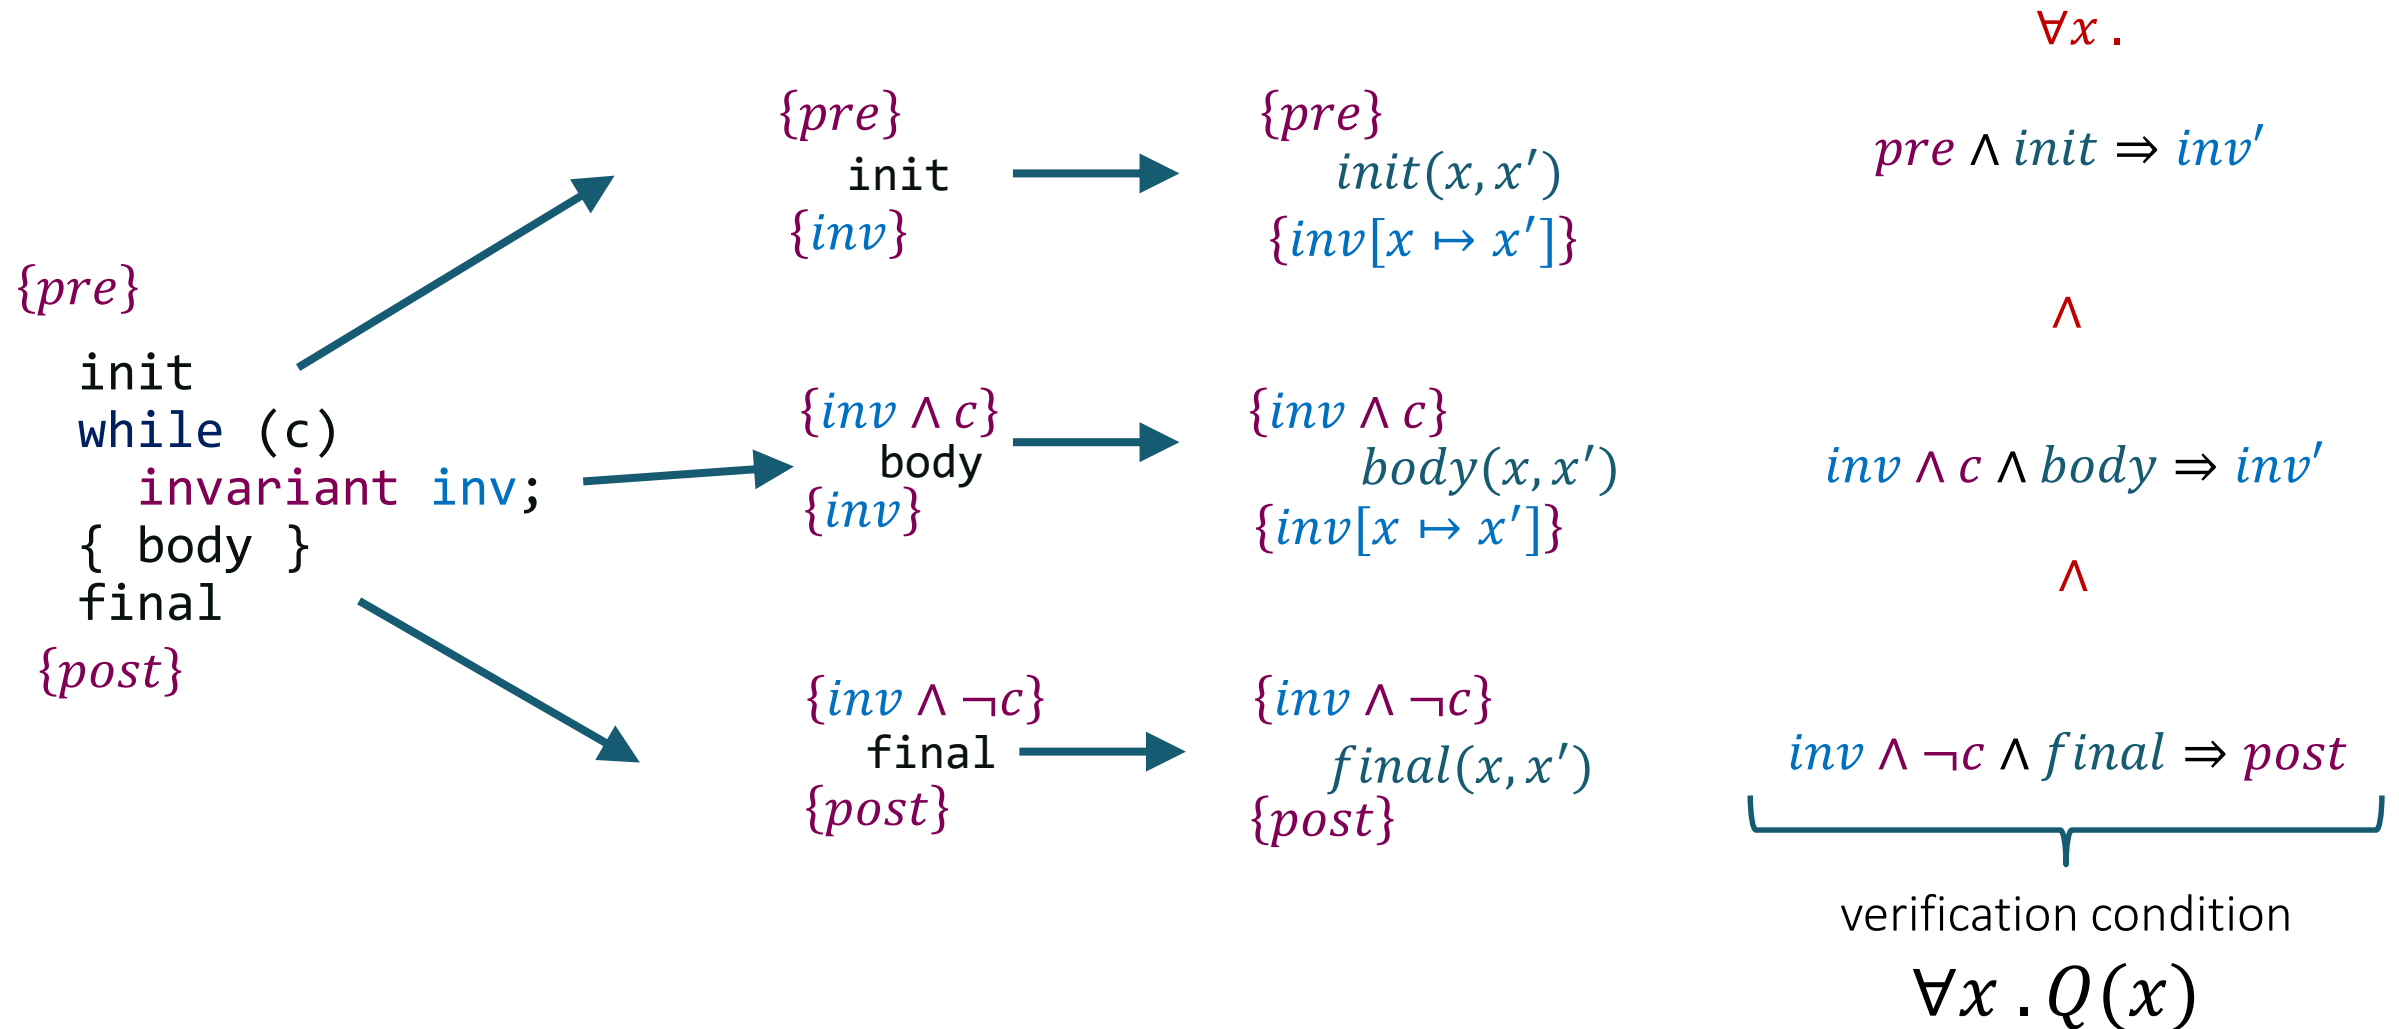 {pre}
init
while (c)
invariant inv;
{ body }
final
{post}
{pre}
init
{inv}
{inv ∧ c}
body
{inv}
{inv ∧ ¬c}
final
{post}
{pre}
init(x, x′)
{inv[x ↦ x′]}
{inv ∧ c}
body(x, x′)
{inv[x ↦ x′]}
{inv ∧ ¬c}
final(x, x′)
{post}
∀x .
pre ∧ init ⇒ inv′
∧
inv ∧ c ∧ body ⇒ inv′
∧
inv ∧ ¬c ∧ final ⇒ post
verification condition
∀x . Q(x)